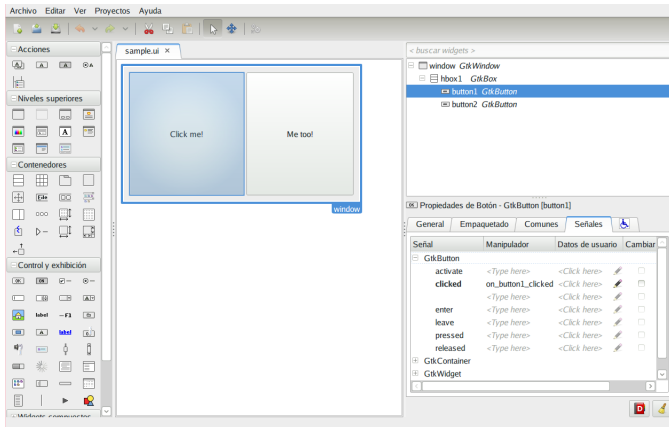 Archivo Editar Ver Proyectos Ayuda
Acciones
Niveles superiores
Contenedores
Control y exhibición
Widgets compuestos
sample.ui ×
Click me!
Me too!
window
< buscar widgets >
window GtkWindow
hbox1 GtkBox
button1 GtkButton
button2 GtkButton
Propiedades de Botón - GtkButton [button1]
General Empaquetado Comunes Señales
Señal Manipulador Datos de usuario Cambiar
GtkButton
activate <Type here> <Click here>
clicked on_button1_clicked <Click here>
<Type here> <Click here>
enter <Type here> <Click here>
leave <Type here> <Click here>
pressed <Type here> <Click here>
released <Type here> <Click here>
GtkContainer
GtkWidget